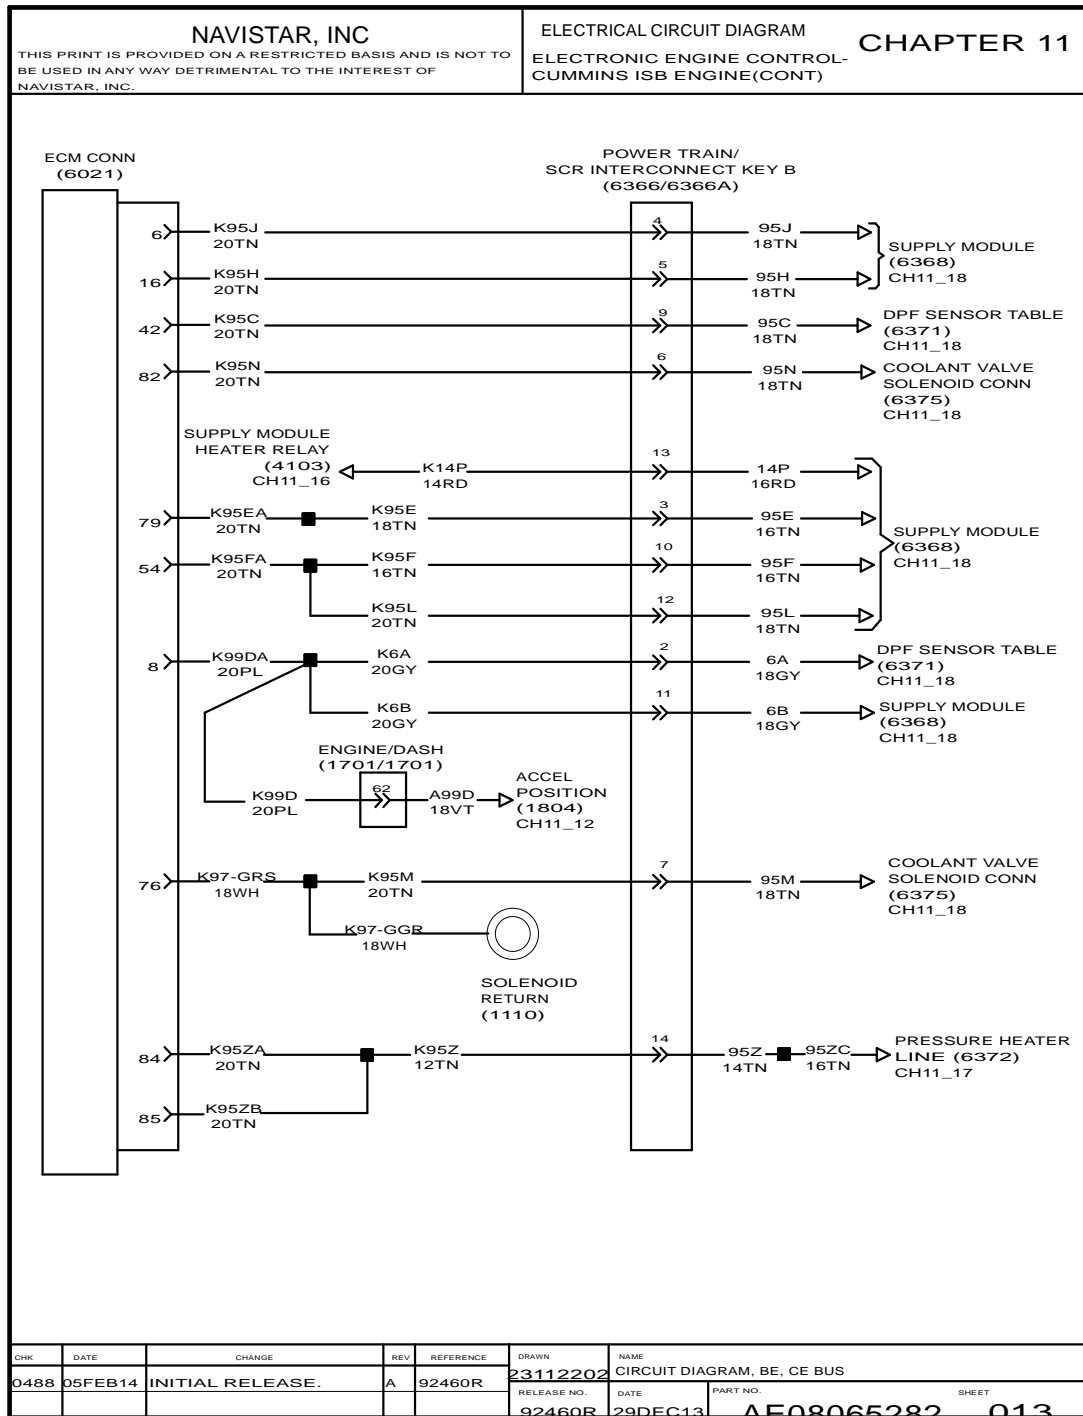 NAVISTAR, INC
THIS PRINT IS PROVIDED ON A RESTRICTED BASIS AND IS NOT TO
BE USED IN ANY WAY DETRIMENTAL TO THE INTEREST OF
NAVISTAR, INC.
ELECTRICAL CIRCUIT DIAGRAM
ELECTRONIC ENGINE CONTROL-
CUMMINS ISB ENGINE(CONT)
CHAPTER 11
ECM CONN
(6021)
POWER TRAIN/
SCR INTERCONNECT KEY B
(6366/6366A)
6 K95J 4 95J
20TN 18TN
16 K95H 5 95H
20TN 18TN
SUPPLY MODULE
(6368)
CH11_18
42 K95C 9 95C
20TN 18TN
DPF SENSOR TABLE
(6371)
CH11_18
82 K95N 6 95N
20TN 18TN
COOLANT VALVE
SOLENOID CONN
(6375)
CH11_18
SUPPLY MODULE
HEATER RELAY
(4103)
CH11_16
K14P 13 14P
14RD 16RD
79 K95EA K95E 3 95E
20TN 18TN 16TN
54 K95FA K95F 10 95F
20TN 16TN 16TN
K95L 12 95L
20TN 18TN
SUPPLY MODULE
(6368)
CH11_18
8 K99DA K6A 2 6A
20PL 20GY 18GY
DPF SENSOR TABLE
(6371)
CH11_18
K6B 11 6B
20GY 18GY
SUPPLY MODULE
(6368)
CH11_18
ENGINE/DASH
(1701/1701)
K99D 62 A99D
20PL 18VT
ACCEL
POSITION
(1804)
CH11_12
76 K97-GRS K95M 7 95M
18WH 20TN 18TN
COOLANT VALVE
SOLENOID CONN
(6375)
CH11_18
K97-GGR
18WH
SOLENOID
RETURN
(1110)
84 K95ZA K95Z 14 95Z 95ZC
20TN 12TN 14TN 16TN
PRESSURE HEATER
LINE (6372)
CH11_17
85 K95ZB
20TN
CHK DATE CHANGE REV REFERENCE DRAWN NAME
0488 05FEB14 INITIAL RELEASE. A 92460R 23112202 CIRCUIT DIAGRAM, BE, CE BUS
RELEASE NO. DATE PART NO. SHEET
92460R 29DEC13 AE08065282 013